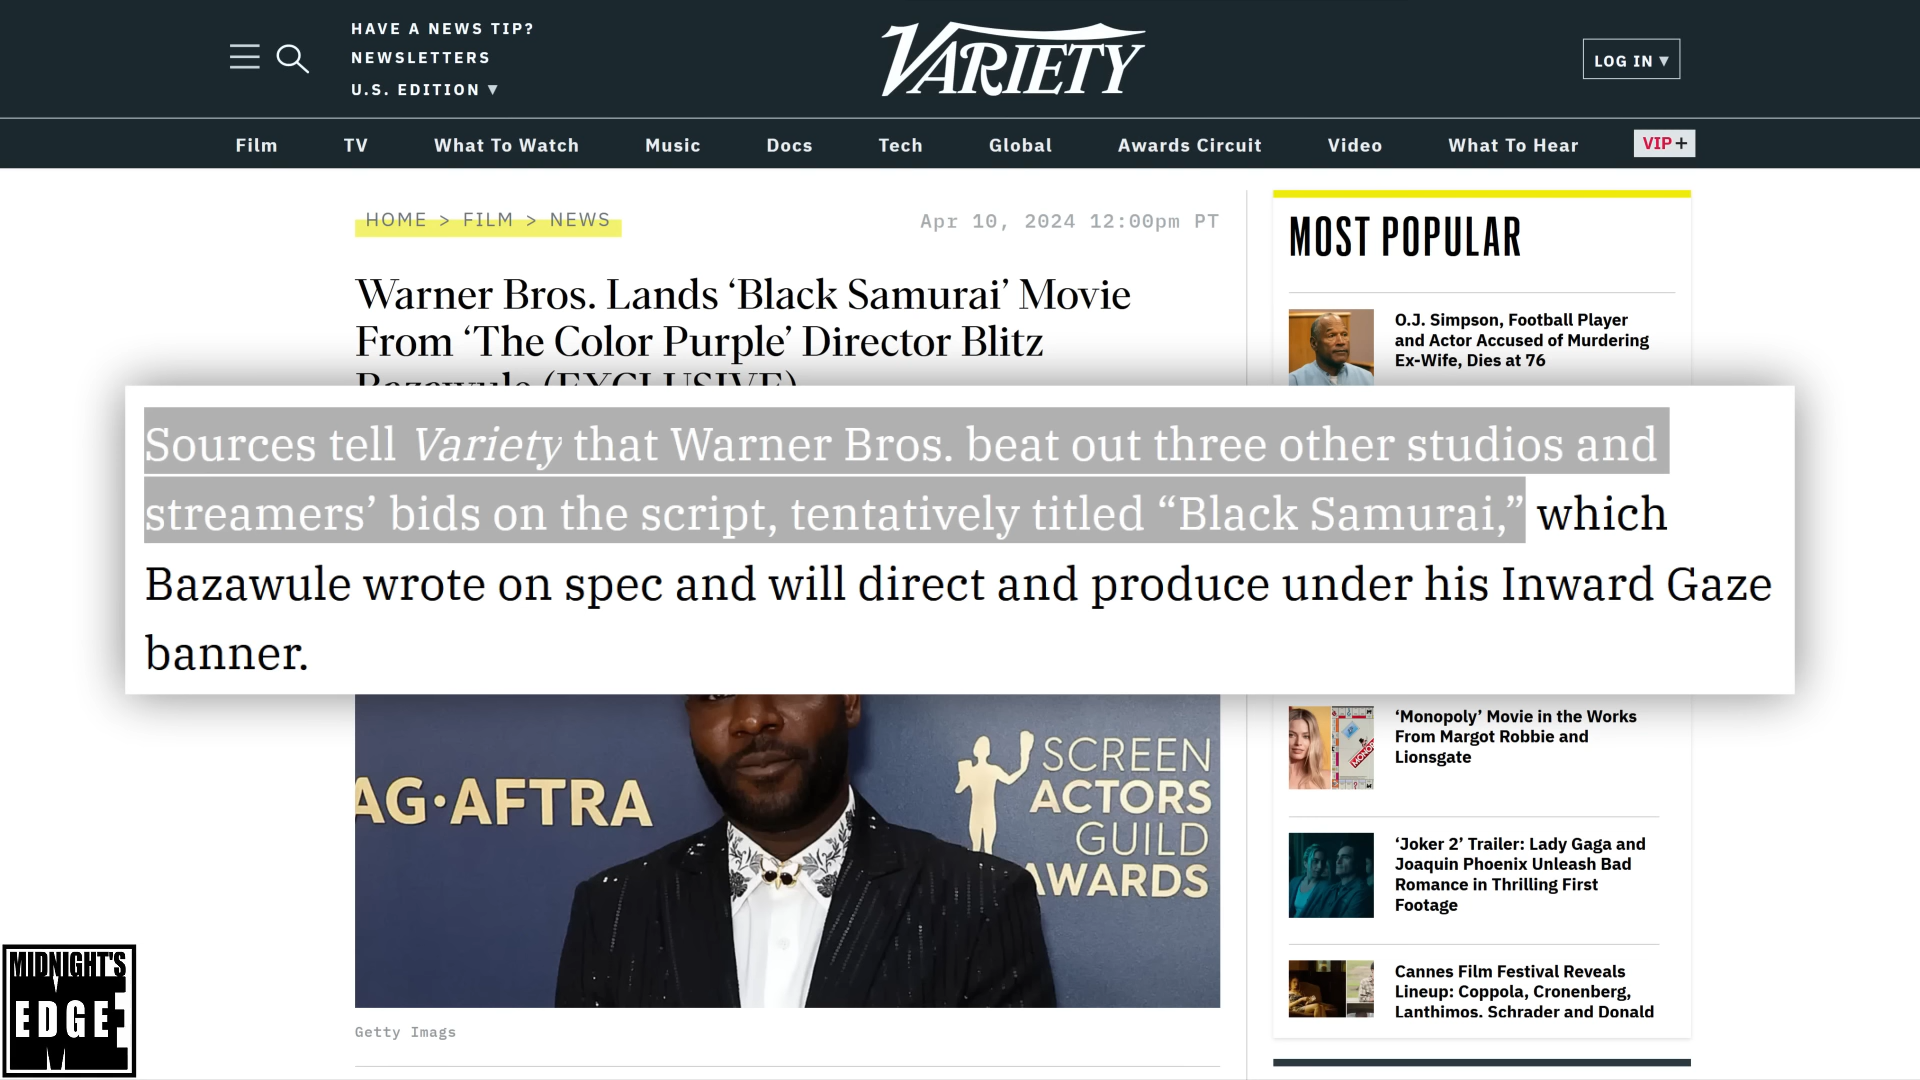 HAVE A NEWS TIP?
NEWSLETTERS
U.S. EDITION ▼
VARIETY
LOG IN ▼
Film TV What To Watch Music Docs Tech Global Awards Circuit Video What To Hear VIP+
HOME > FILM > NEWS
Apr 10, 2024 12:00pm PT
Warner Bros. Lands ‘Black Samurai’ Movie
From ‘The Color Purple’ Director Blitz
Bazawule (EXCLUSIVE)
Sources tell Variety that Warner Bros. beat out three other studios and
streamers’ bids on the script, tentatively titled “Black Samurai,” which
Bazawule wrote on spec and will direct and produce under his Inward Gaze
banner.
AG·AFTRA
SCREEN
ACTORS
GUILD
AWARDS
Getty Imags
MOST POPULAR
O.J. Simpson, Football Player
and Actor Accused of Murdering
Ex-Wife, Dies at 76
‘Monopoly’ Movie in the Works
From Margot Robbie and
Lionsgate
‘Joker 2’ Trailer: Lady Gaga and
Joaquin Phoenix Unleash Bad
Romance in Thrilling First
Footage
Cannes Film Festival Reveals
Lineup: Coppola, Cronenberg,
Lanthimos, Schrader and Donald
MIDNIGHT'S
EDGE